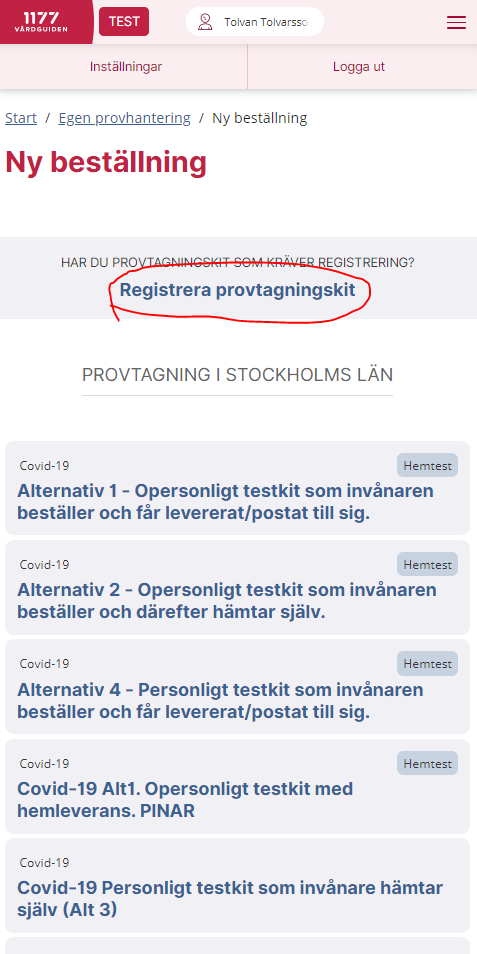 1177
VÅRDGUIDEN
TEST
Tolvan Tolvarsso
Inställningar
Logga ut
Start / Egen provhantering / Ny beställning
Ny beställning
HAR DU PROVTAGNINGSKIT SOM KRÄVER REGISTRERING?
Registrera provtagningskit
PROVTAGNING I STOCKHOLMS LÄN
Covid-19
Hemtest
Alternativ 1 - Opersonligt testkit som invånaren
beställer och får levererat/postat till sig.
Covid-19
Hemtest
Alternativ 2 - Opersonligt testkit som invånaren
beställer och därefter hämtar själv.
Covid-19
Hemtest
Alternativ 4 - Personligt testkit som invånaren
beställer och får levererat/postat till sig.
Covid-19
Hemtest
Covid-19 Alt1. Opersonligt testkit med
hemleverans. PINAR
Covid-19
Covid-19 Personligt testkit som invånare hämtar
själv (Alt 3)